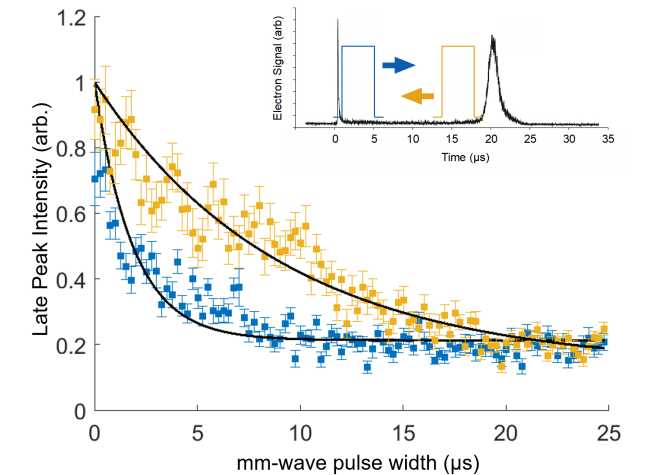 1.2
1
0.8
0.6
0.4
0.2
0
Late Peak Intensity (arb.)
0 5 10 15 20 25
mm-wave pulse width (μs)
Electron Signal (arb)
0 5 10 15 20 25 30 35
Time (μs)